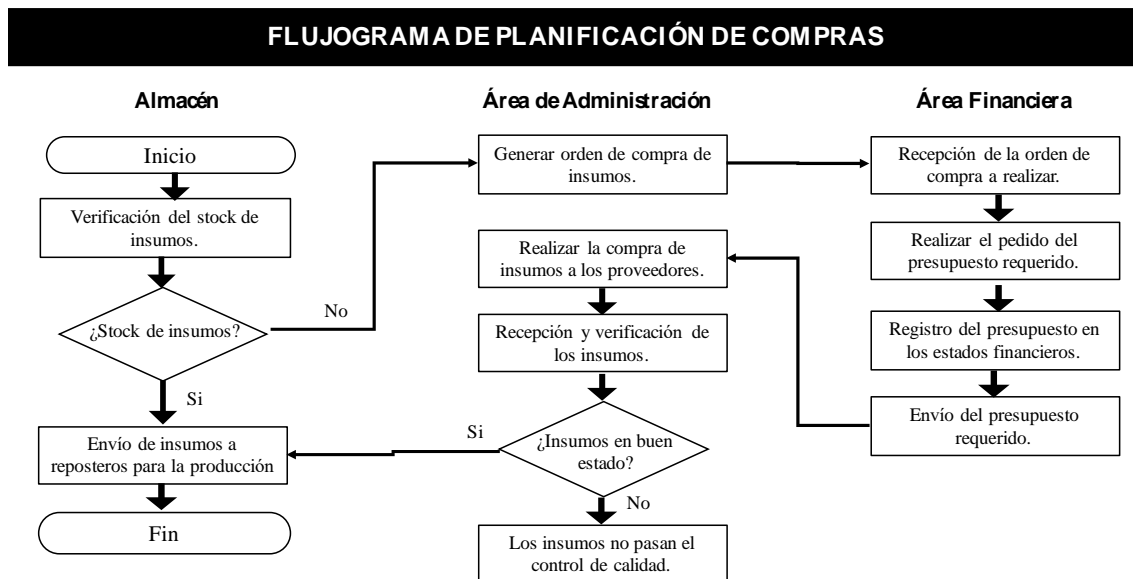 FLUJOGRAMA DE PLANIFICACIÓN DE COMPRAS
Almacén
Inicio
Verificación del stock de
insumos.
¿Stock de insumos?
No
Si
Envío de insumos a
reposteros para la producción
Fin
Área de Administración
Generar orden de compra de
insumos.
Realizar la compra de
insumos a los proveedores.
Recepción y verificación de
los insumos.
¿Insumos en buen
estado?
Si
No
Los insumos no pasan el
control de calidad.
Área Financiera
Recepción de la orden de
compra a realizar.
Realizar el pedido del
presupuesto requerido.
Registro del presupuesto en
los estados financieros.
Envío del presupuesto
requerido.